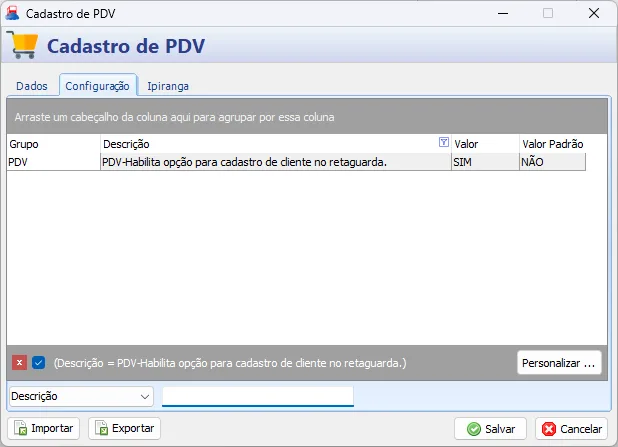 Cadastro de PDV
Cadastro de PDV
Dados Configuração Ipiranga
Arraste um cabeçalho da coluna aqui para agrupar por essa coluna
Grupo Descrição Valor Valor Padrão
PDV PDV-Habilita opção para cadastro de cliente no retaguarda. SIM NÃO
(Descrição = PDV-Habilita opção para cadastro de cliente no retaguarda.) Personalizar ...
Descrição
Importar Exportar Salvar Cancelar